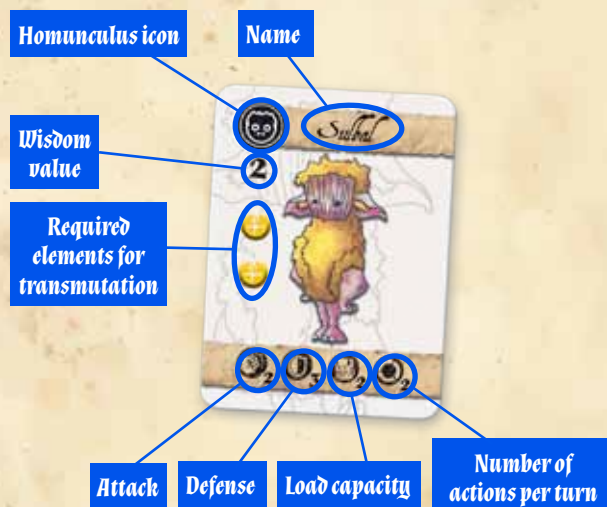 Homunculus icon
Name
Wisdom
value
2
Required
elements for
transmutation
2
3
2
2
Attack
Defense
Load capacity
Number of
actions per turn